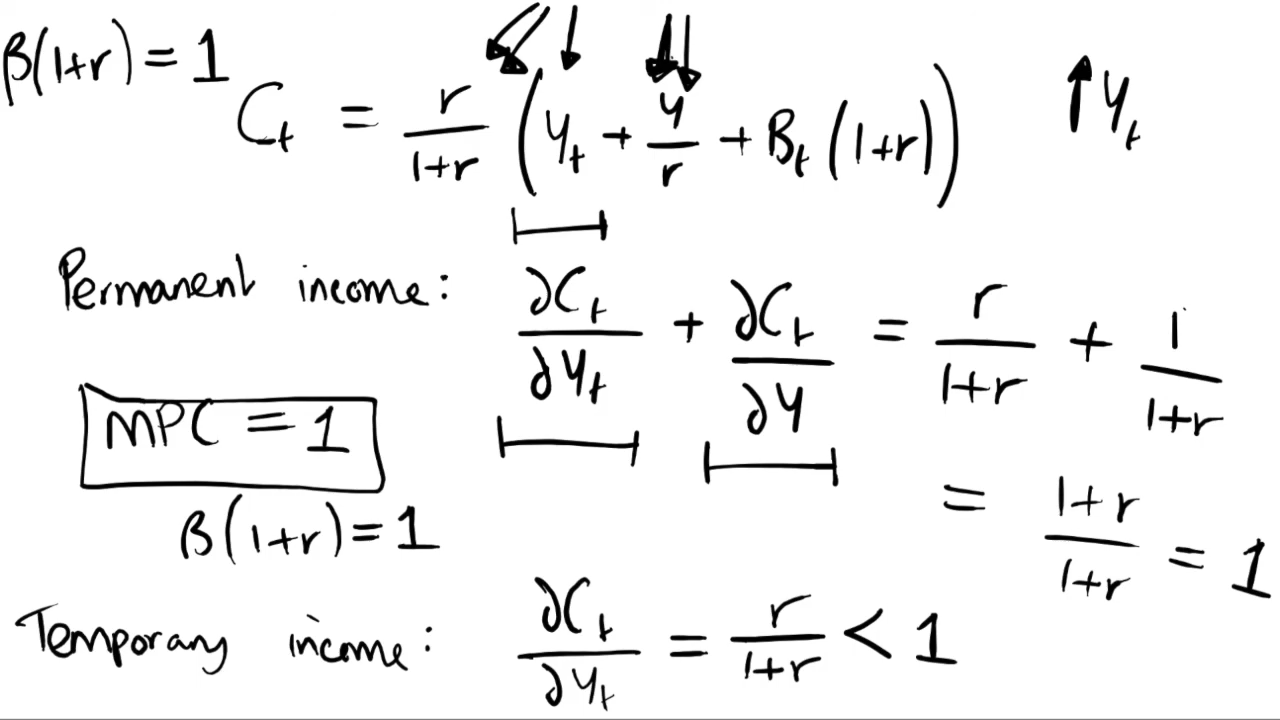 β(1+r) = 1
C_t = r/(1+r) (Y_t + Y/r + B_t (1+r)) ↑Y_t
Permanent income: ∂C_t/∂Y_t + ∂C_t/∂Y = r/(1+r) + 1/(1+r)
MPC = 1
= (1+r)/(1+r) = 1
β(1+r) = 1
Temporary income: ∂C_t/∂Y_t = r/(1+r) < 1